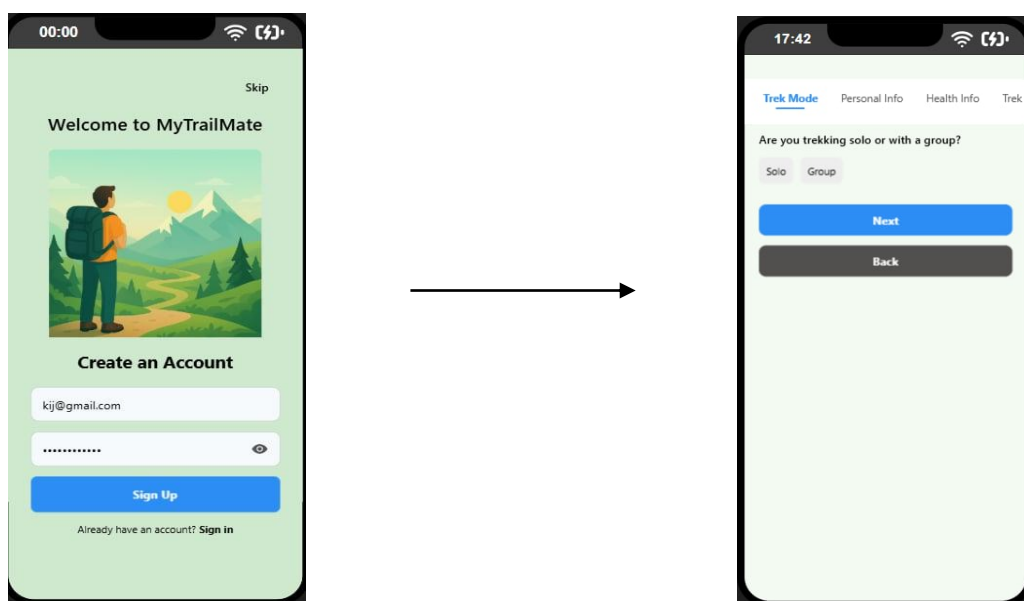 00:00
Skip
Welcome to MyTrailMate
Create an Account
kij@gmail.com
••••••••••••
Sign Up
Already have an account? Sign in
17:42
Trek Mode Personal Info Health Info Trek
Are you trekking solo or with a group?
Solo Group
Next
Back